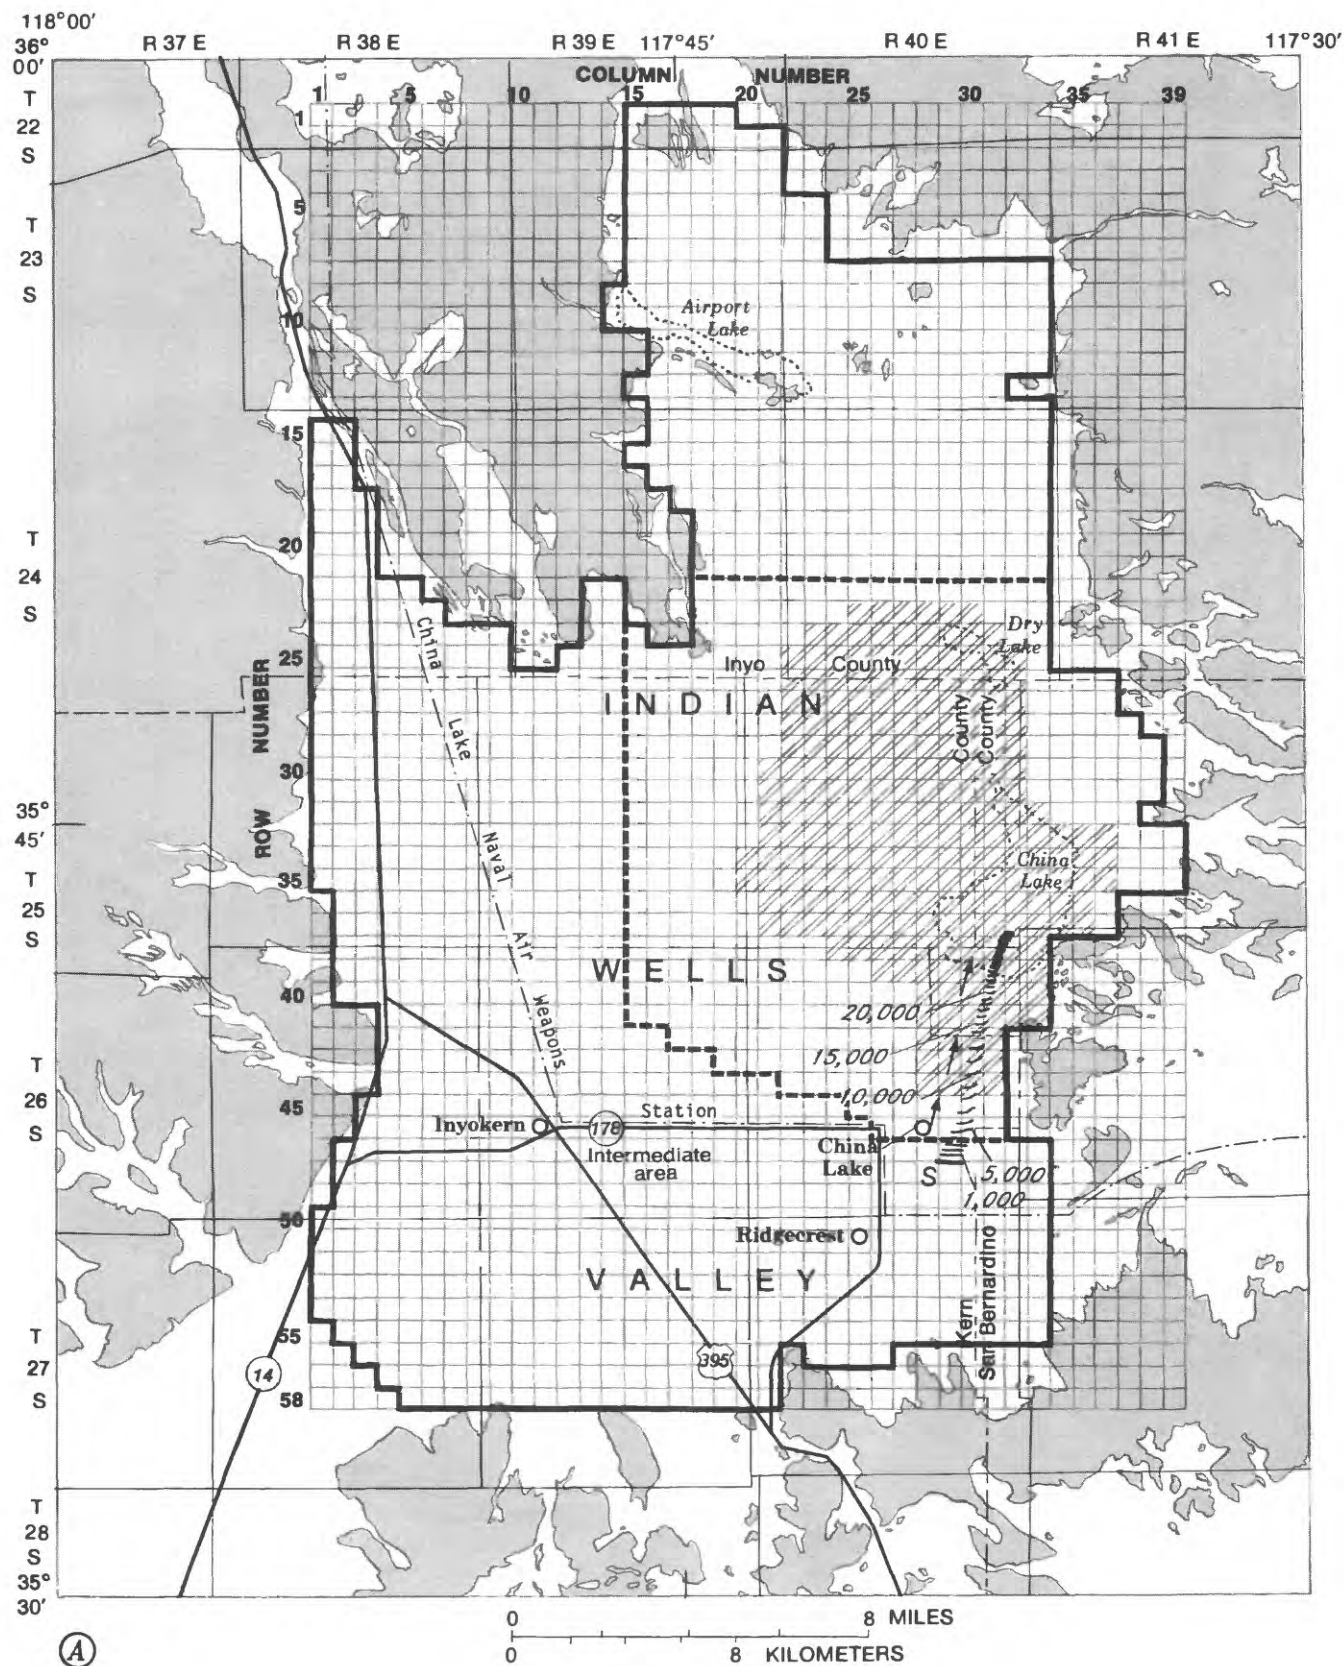 118°00'
36°
00'
R 37 E R 38 E R 39 E 117°45' R 40 E R 41 E 117°30'
COLUMN NUMBER
1 5 10 15 20 25 30 35 39
T
22
S
1
5
T
23
S
Airport
Lake
10
15
20
T
24
S
China
Dry
Lake
25
Inyo County
INDIAN
ROW NUMBER
Lake
County
County
30
35°
45'
Naval
China
Lake
35
T
25
S
Air
WELLS
40
Weapons
20,000
15,000
10,000
T
26
S
45
Station
Inyokern
178
Intermediate
area
China
Lake
S
5,000
1,000
50
Ridgecrest
VALLEY
Kern
San Bernardino
55
T
27
S
14
395
58
T
28
S
35°
30'
0 8 MILES
0 8 KILOMETERS
A